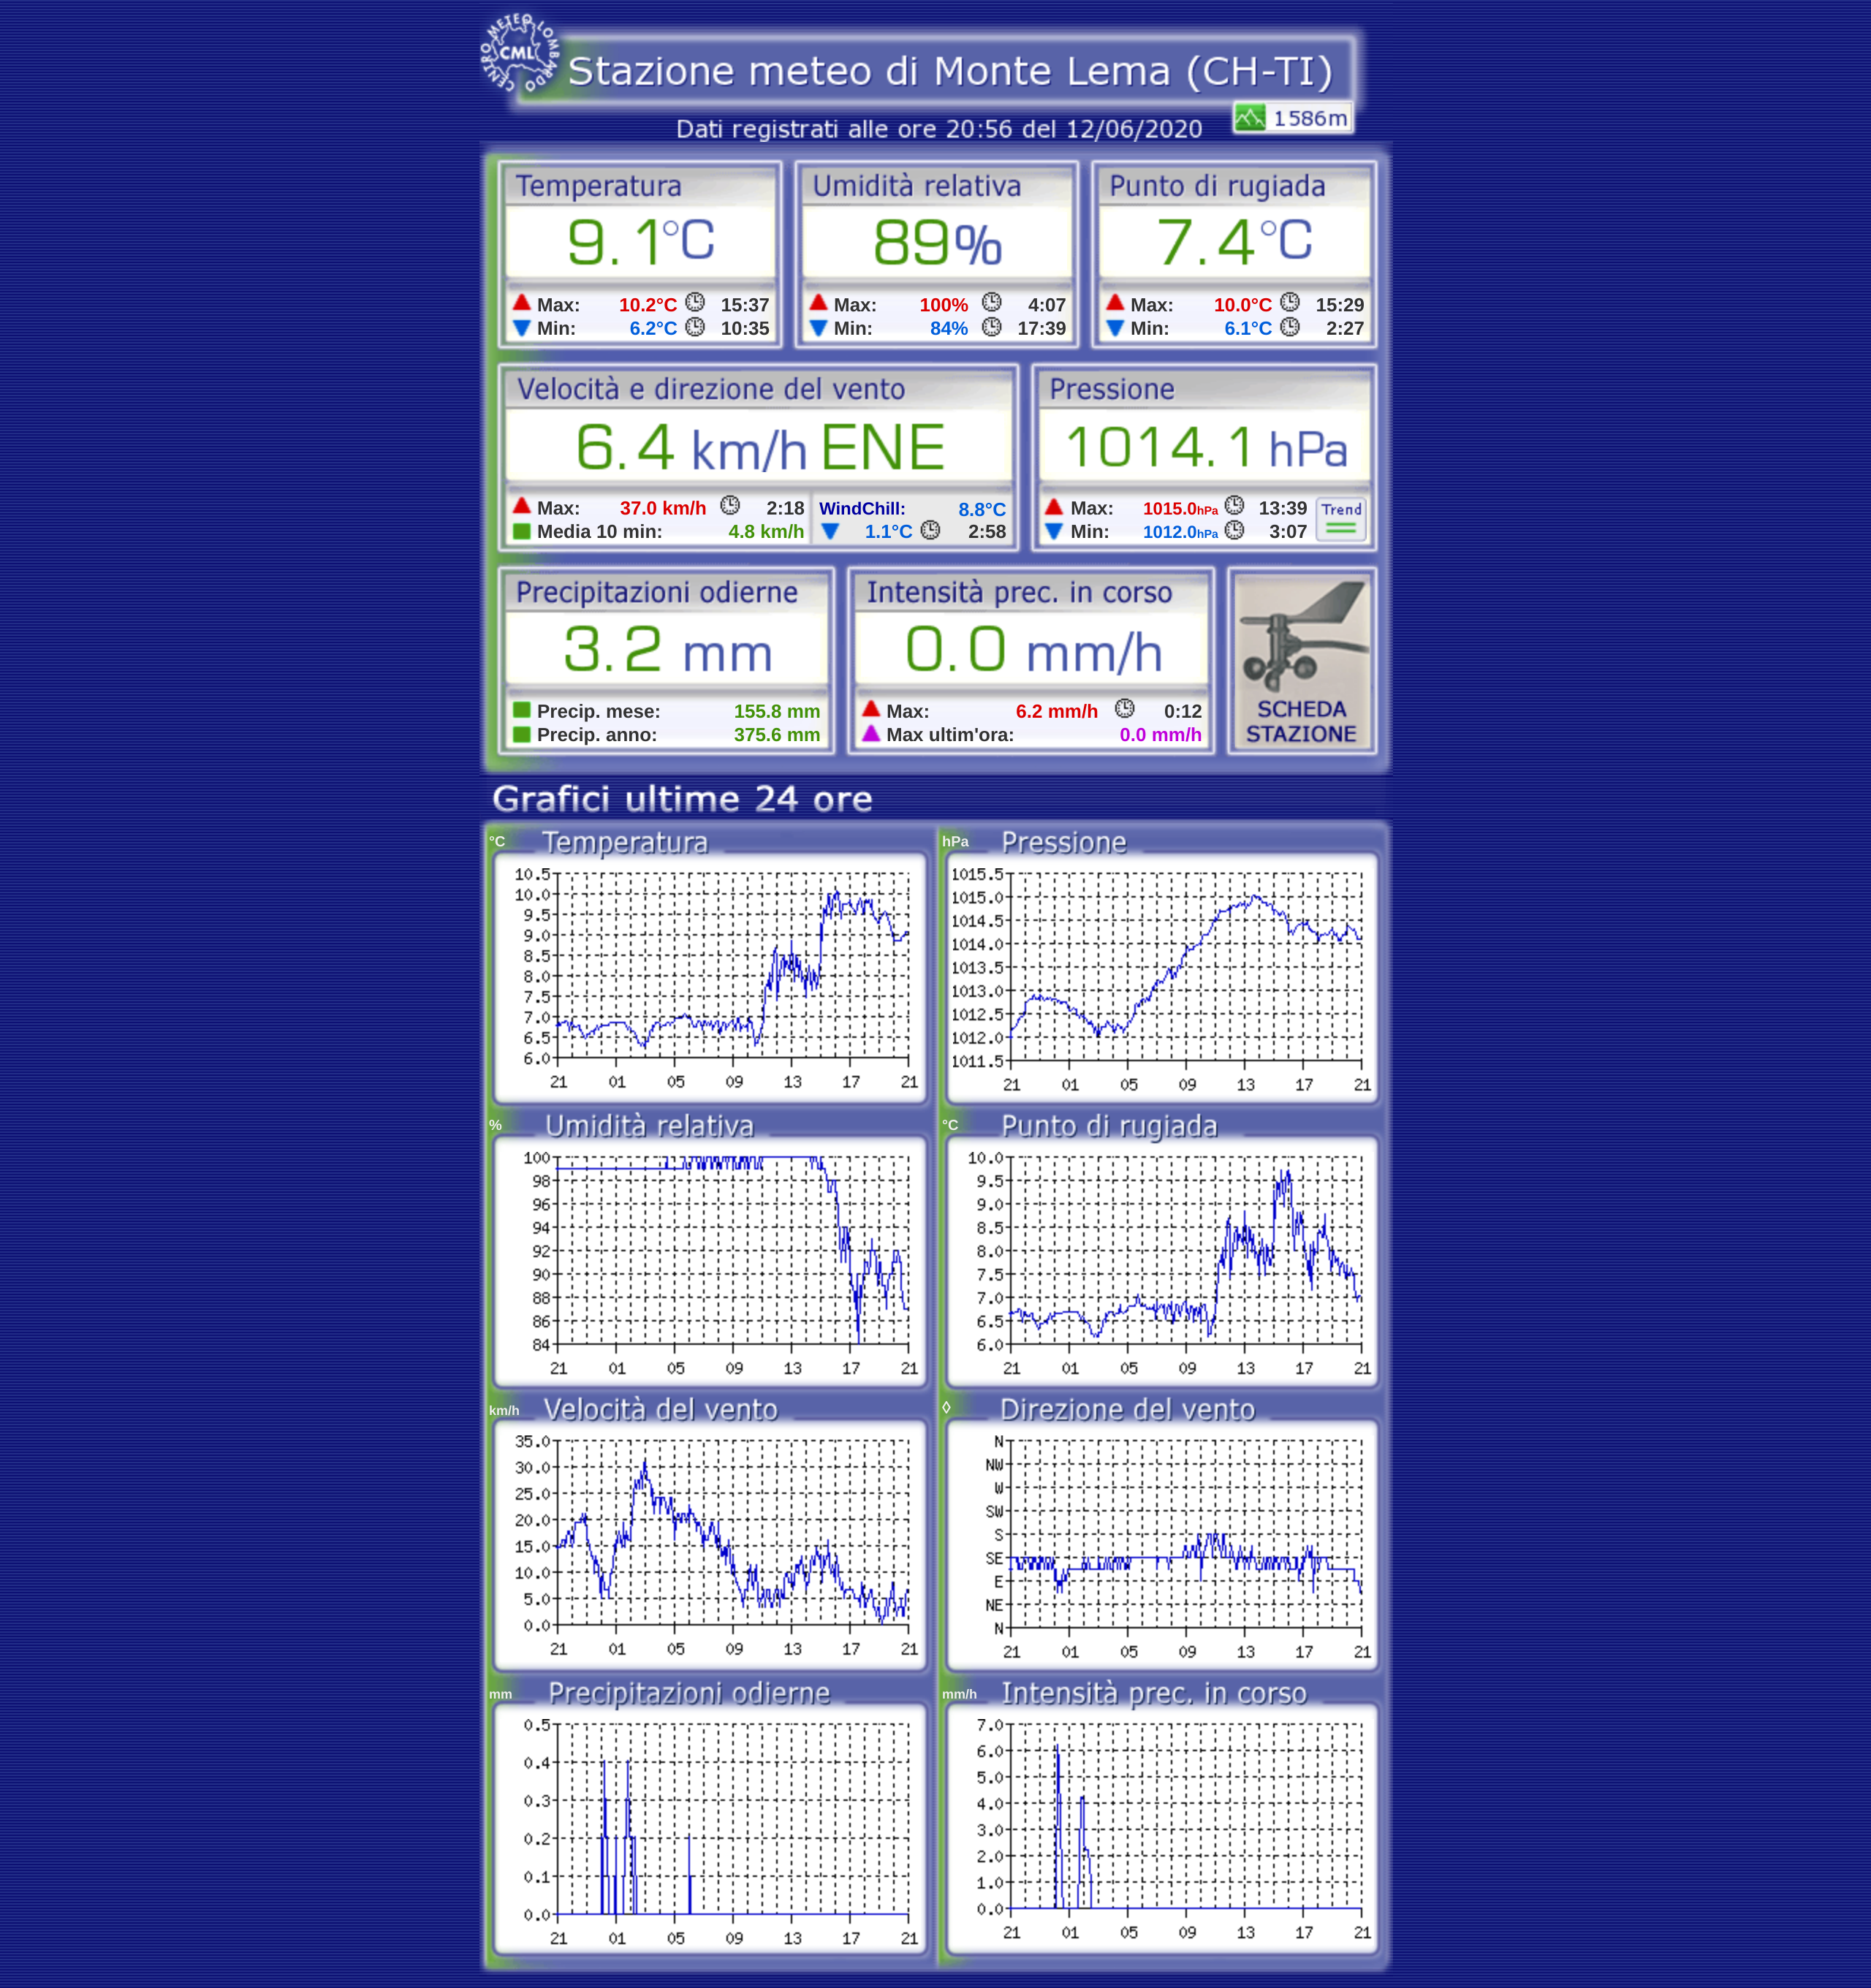 CENTRO METEO LOMBARDO
CML
Stazione meteo di Monte Lema (CH-TI)
1586m
Dati registrati alle ore 20:56 del 12/06/2020
Temperatura
9.1°C
Max: 10.2°C 15:37
Min: 6.2°C 10:35
Umidità relativa
89%
Max: 100% 4:07
Min: 84% 17:39
Punto di rugiada
7.4°C
Max: 10.0°C 15:29
Min: 6.1°C 2:27
Velocità e direzione del vento
6.4 km/h ENE
Max: 37.0 km/h 2:18
Media 10 min: 4.8 km/h
WindChill: 8.8°C
1.1°C 2:58
Pressione
1014.1 hPa
Max: 1015.0hPa 13:39
Min: 1012.0hPa 3:07
Trend
Precipitazioni odierne
3.2 mm
Precip. mese: 155.8 mm
Precip. anno: 375.6 mm
Intensità prec. in corso
0.0 mm/h
Max: 6.2 mm/h 0:12
Max ultim'ora: 0.0 mm/h
SCHEDA
STAZIONE
Grafici ultime 24 ore
°C Temperatura
10.5
10.0
9.5
9.0
8.5
8.0
7.5
7.0
6.5
6.0
21 01 05 09 13 17 21
hPa Pressione
1015.5
1015.0
1014.5
1014.0
1013.5
1013.0
1012.5
1012.0
1011.5
21 01 05 09 13 17 21
% Umidità relativa
100
98
96
94
92
90
88
86
84
21 01 05 09 13 17 21
°C Punto di rugiada
10.0
9.5
9.0
8.5
8.0
7.5
7.0
6.5
6.0
21 01 05 09 13 17 21
km/h Velocità del vento
35.0
30.0
25.0
20.0
15.0
10.0
5.0
0.0
21 01 05 09 13 17 21
◊ Direzione del vento
N
NW
W
SW
S
SE
E
NE
N
21 01 05 09 13 17 21
mm Precipitazioni odierne
0.5
0.4
0.3
0.2
0.1
0.0
21 01 05 09 13 17 21
mm/h Intensità prec. in corso
7.0
6.0
5.0
4.0
3.0
2.0
1.0
0.0
21 01 05 09 13 17 21